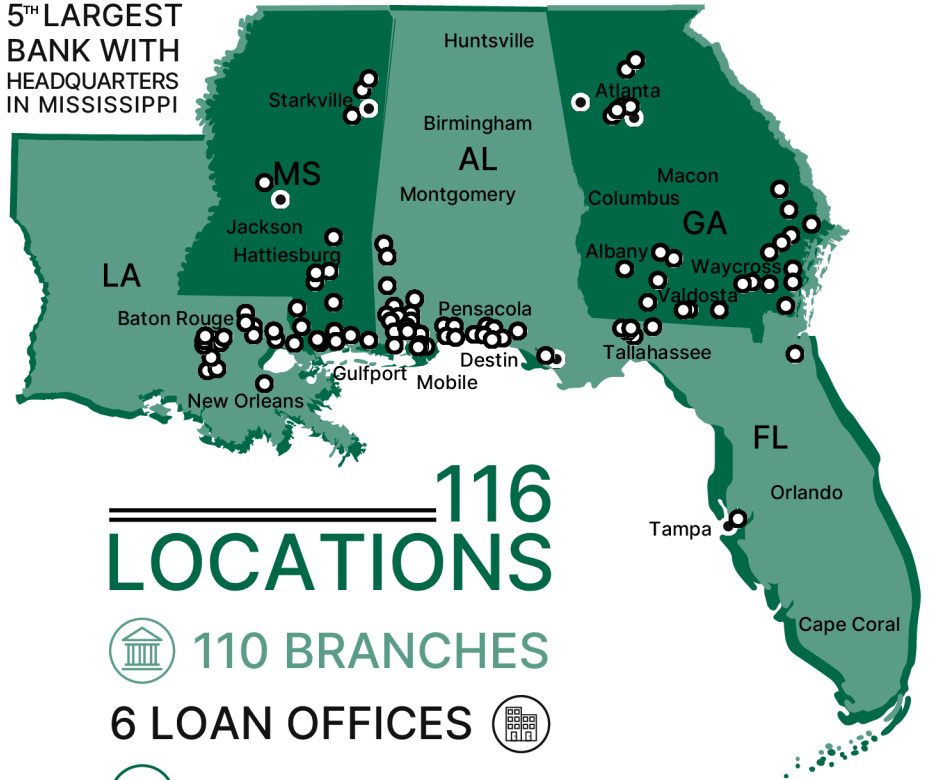 5TH LARGEST
BANK WITH
HEADQUARTERS
IN MISSISSIPPI
Huntsville
Atlanta
Starkville
Birmingham
AL
MS
Macon
Montgomery
Columbus
GA
Jackson
Hattiesburg
Albany
Waycross
LA
Valdosta
Pensacola
Baton Rouge
Tallahassee
Destin
Gulfport
Mobile
New Orleans
FL
Orlando
Tampa
Cape Coral
116
LOCATIONS
110 BRANCHES
6 LOAN OFFICES